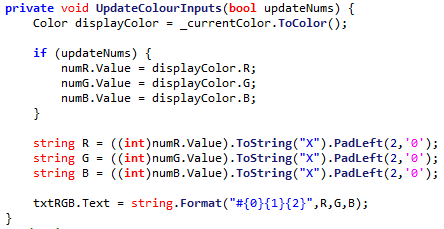 private void UpdateColourInputs(bool updateNums) {
    Color displayColor = _currentColor.ToColor();

    if (updateNums) {
        numR.Value = displayColor.R;
        numG.Value = displayColor.G;
        numB.Value = displayColor.B;
    }

    string R = ((int)numR.Value).ToString("X").PadLeft(2,'0');
    string G = ((int)numG.Value).ToString("X").PadLeft(2,'0');
    string B = ((int)numB.Value).ToString("X").PadLeft(2,'0');

    txtRGB.Text = string.Format("#{0}{1}{2}",R,G,B);
}